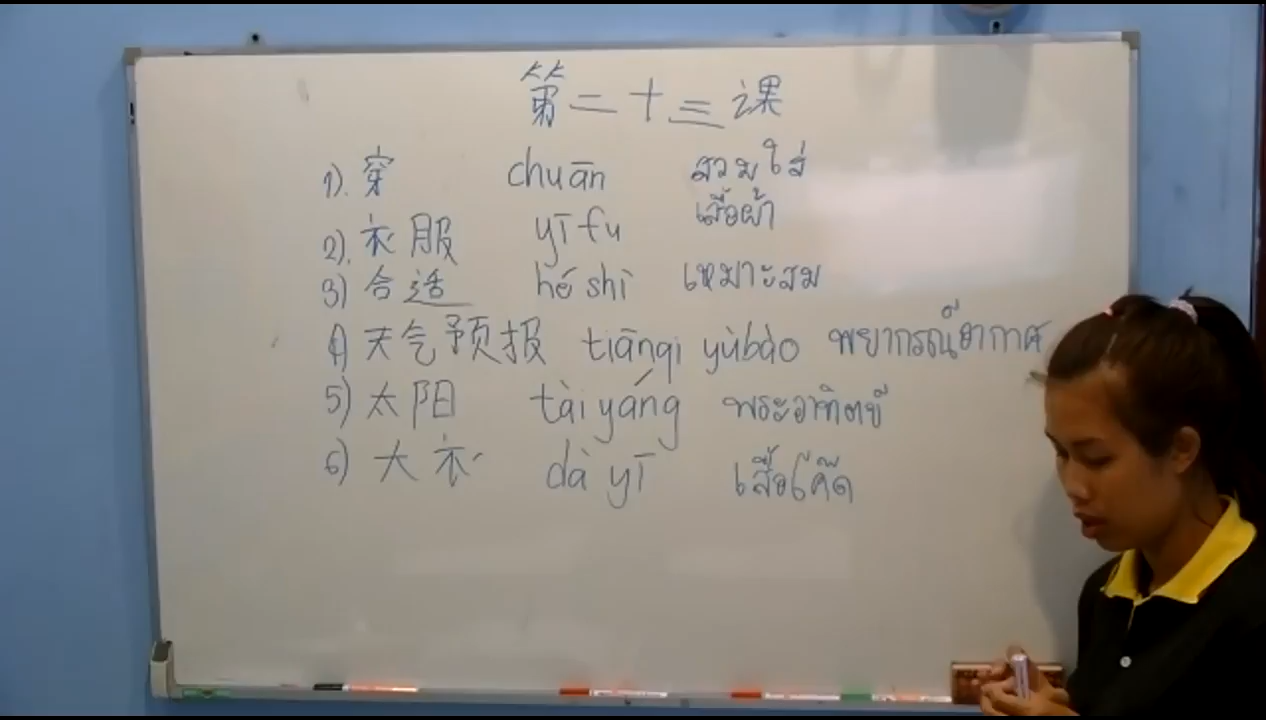 第二十三课
1). 穿 chuān สวมใส่
2). 衣服 yīfu เสื้อผ้า
3) 合适 héshì เหมาะสม
4) 天气预报 tiānqì yùbào พยากรณ์อากาศ
5) 太阳 tàiyáng พระอาทิตย์
6) 大衣 dàyī เสื้อโค๊ต